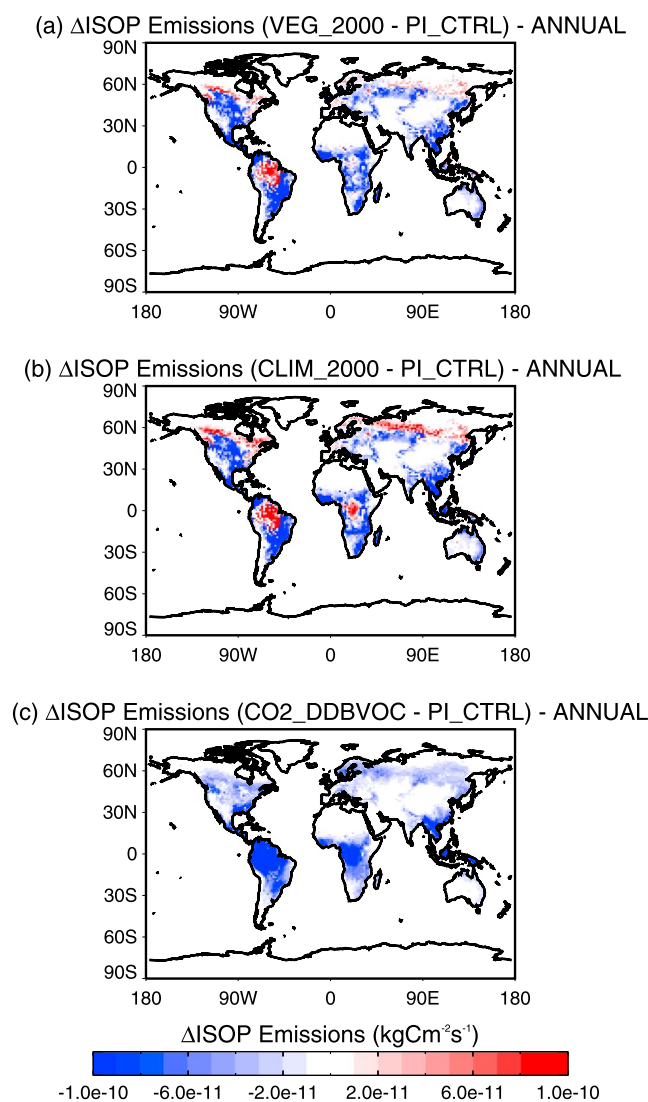 (a) ΔISOP Emissions (VEG_2000 - PI_CTRL) - ANNUAL
90N
60N
30N
0
30S
60S
90S
180 90W 0 90E 180
(b) ΔISOP Emissions (CLIM_2000 - PI_CTRL) - ANNUAL
90N
60N
30N
0
30S
60S
90S
180 90W 0 90E 180
(c) ΔISOP Emissions (CO2_DDBVOC - PI_CTRL) - ANNUAL
90N
60N
30N
0
30S
60S
90S
180 90W 0 90E 180
ΔISOP Emissions (kgCm⁻²s⁻¹)
-1.0e-10 -6.0e-11 -2.0e-11 2.0e-11 6.0e-11 1.0e-10